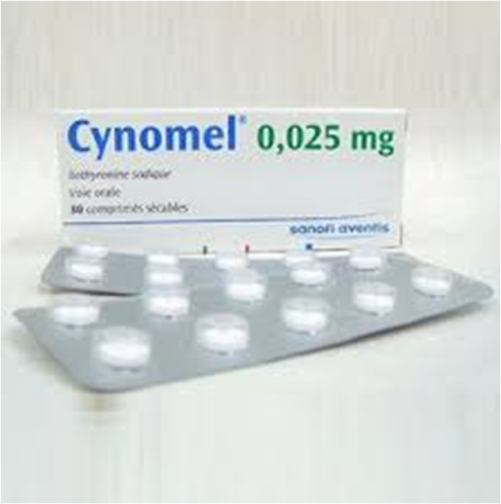 Cynomel® 0,025 mg
liothyronine sodique
Voie orale
30 comprimés sécables
sanofi aventis